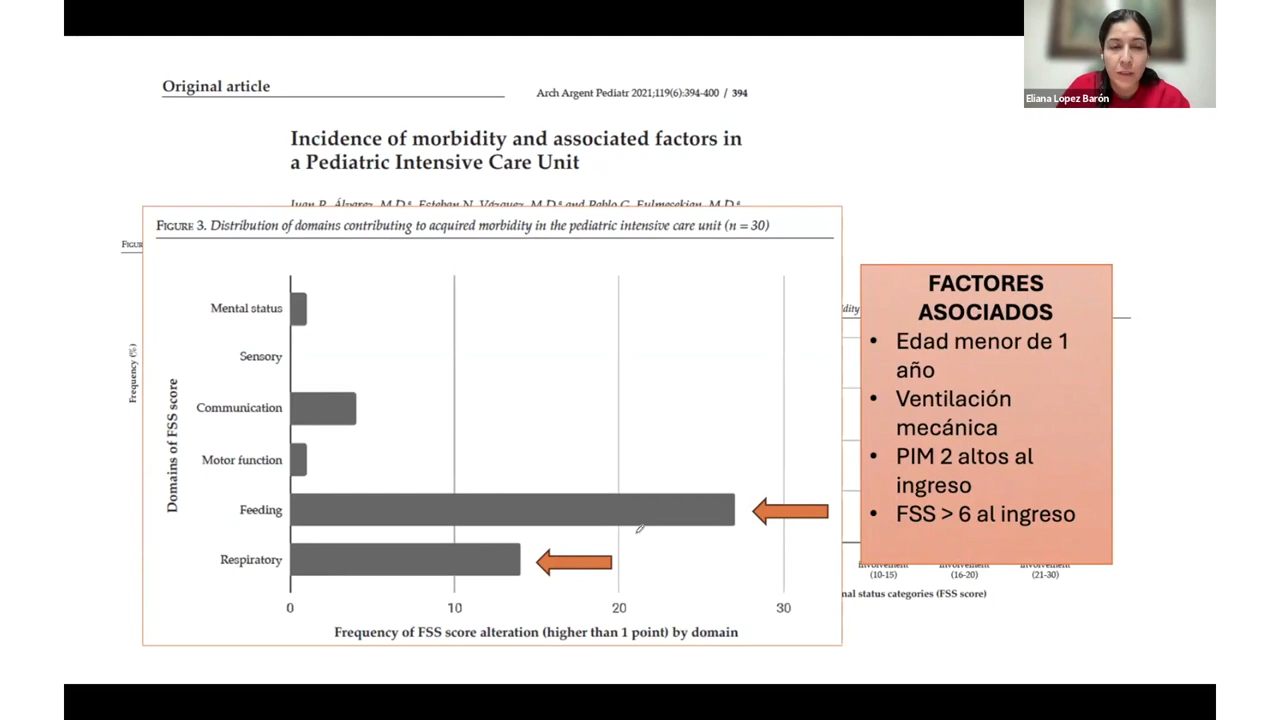 Eliana Lopez Barón
Original article
Arch Argent Pediatr 2021;119(6):394-400 / 394
Incidence of morbidity and associated factors in
a Pediatric Intensive Care Unit
FIGURE 3. Distribution of domains contributing to acquired morbidity in the pediatric intensive care unit (n = 30)
Frequency (%)
Domains of FSS score
Mental status
Sensory
Communication
Motor function
Feeding
Respiratory
0 10 20 30
Frequency of FSS score alteration (higher than 1 point) by domain
FACTORES
ASOCIADOS
• Edad menor de 1
año
• Ventilación
mecánica
• PIM 2 altos al
ingreso
• FSS > 6 al ingreso
(10-15) (16-20) (21-30)
status categories (FSS score)